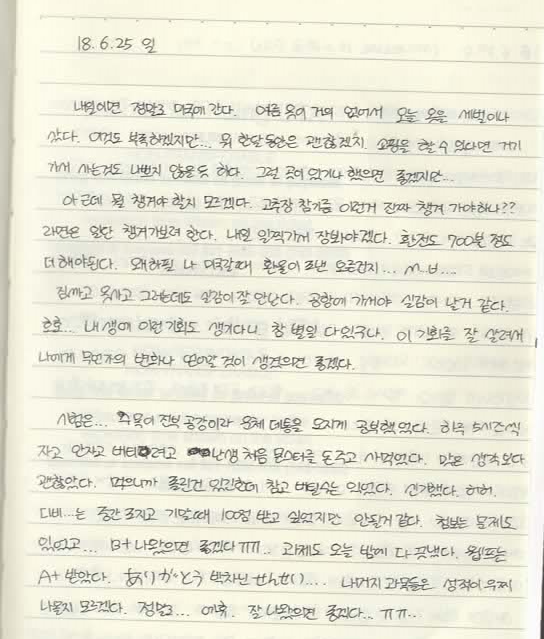 18.6.25 일
내일이면 정말로 미국에 간다. 여름 옷이 거의 없어서 오늘 옷을 세벌이나
샀다. 이것도 부족하겠지만... 뭐 한달 동안은 괜찮겠지. 쇼핑을 할 수 있다면 거기
가서 사는것도 나쁘지 않을듯 하다. 그럴 곳이 있거나 했으면 좋겠지만...
아 근데 뭘 챙겨야 할지 모르겠다. 고추장 참기름 이런거 진짜 챙겨 가야하나??
라면은 일단 챙겨가보려 한다. 내일 일찍가서 장봐야겠다. 환전도 700불 정도
더 해야된다. 왜하필 나 미국갈때 환율이 오르는건지... M.U....
짐싸고 옷사고 그러는데도 실감이 잘 안난다. 공항에 가서야 실감이 날거 같다.
호호... 내 생에 이런 기회도 생기다니 참 별일 다있구나. 이 기회를 잘 살려서
나에게 무언가의 변화나 얻어갈 것이 생겼으면 좋겠다.
시험은... 주목이 전부 공강이라 운체 데통을 오지게 공부했었다. 하루 5시간씩
자고 안자고 버티려고 난생 처음 몬스터를 돈주고 사먹었다. 맛은 생각보다
괜찮았다. 먹으니까 졸린건 있긴한데 참고 버틸수는 있었다. 신기했다. 허허.
디비...는 중간 조지고 기말때 100점 받고 싶었지만 안될거 같다. 첨보는 문제도
있었고... B+ 나왔으면 좋겠다 ㅠㅠ. 과제도 오늘 밤에 다 끝냈다. 웹프는
A+ 받았다. ありがとう 박차닌 せんせい.... 나머지 과목들은 성적이 우찌
나올지 모르겠다. 정말로... 어휴. 잘 나왔으면 좋겠다.. ㅠㅠ..